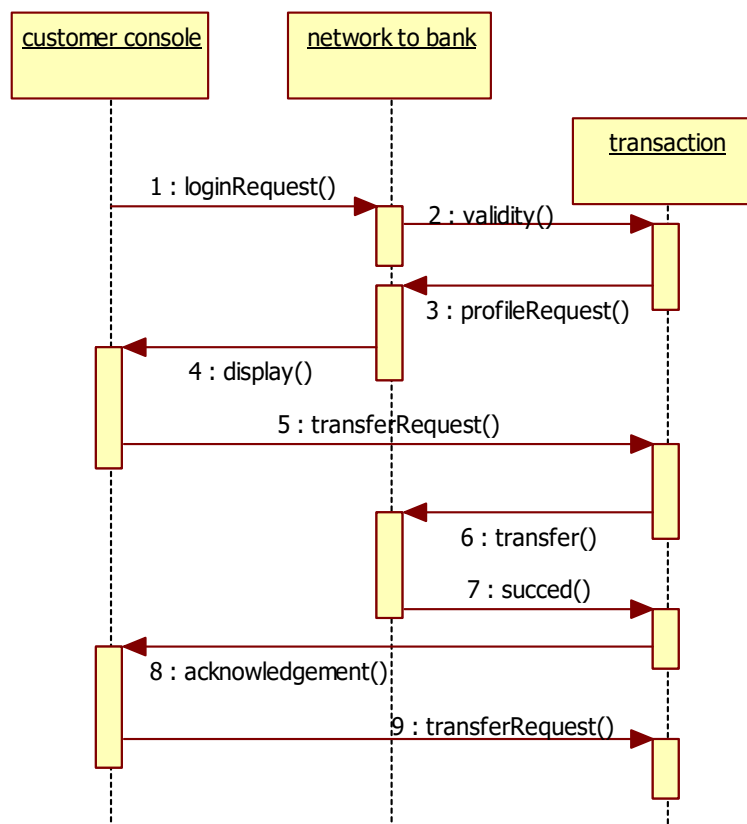 customer console
network to bank
transaction
1 : loginRequest()
2 : validity()
3 : profileRequest()
4 : display()
5 : transferRequest()
6 : transfer()
7 : succed()
8 : acknowledgement()
9 : transferRequest()